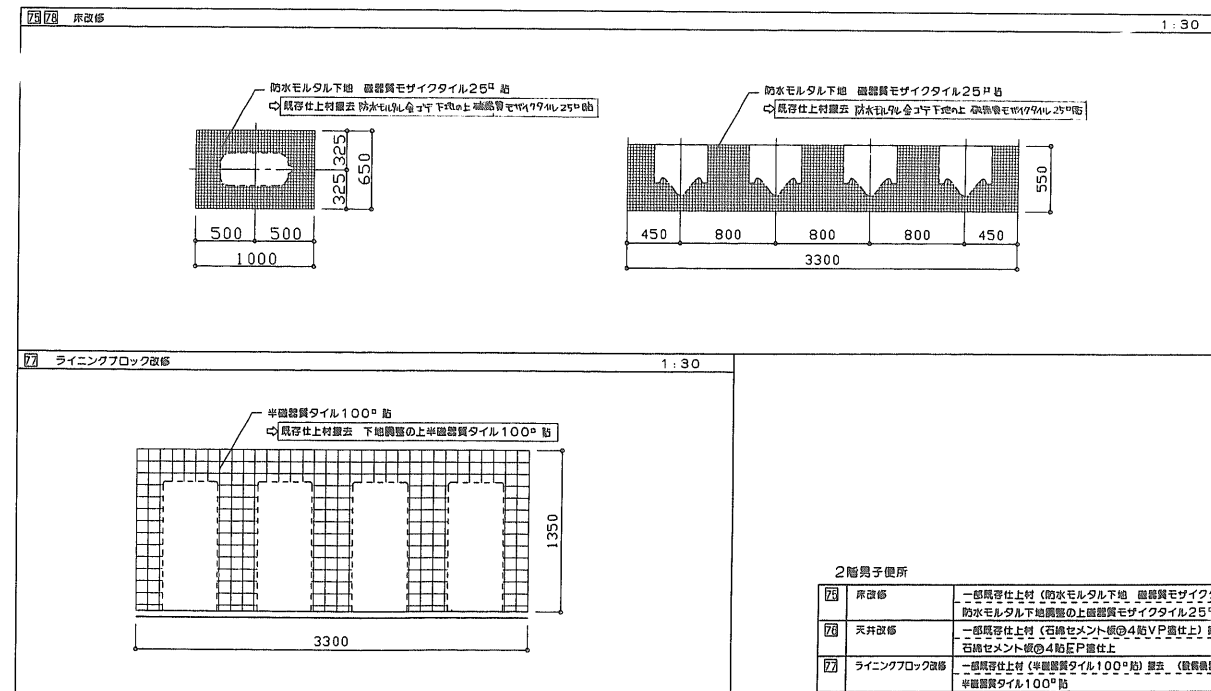 75 78 床改修
1:30
防水モルタル下地 磁器質モザイクタイル25□ 貼
⇨ 既存仕上材撤去 防水モルタル金ゴテ下地の上 磁器質モザイクタイル25□貼
325 325
650
500 500
1000
防水モルタル下地 磁器質モザイクタイル25□ 貼
⇨ 既存仕上材撤去 防水モルタル金ゴテ下地の上 磁器質モザイクタイル25□貼
550
450 800 800 800 450
3300
77 ライニングブロック改修
1:30
半磁器質タイル100□ 貼
⇨ 既存仕上材撤去 下地調整の上半磁器質タイル100□ 貼
1350
3300
2階男子便所
75 床改修 一部既存仕上材(防水モルタル下地 磁器質モザイク
防水モルタル下地調整の上磁器質モザイクタイル25
76 天井改修 一部既存仕上材(石綿セメント板厚4貼VP塗仕上)
石綿セメント板厚4貼EP塗仕上
77 ライニングブロック改修 一部既存仕上材(半磁器質タイル100□貼)撤去 (設備機
半磁器質タイル100□貼